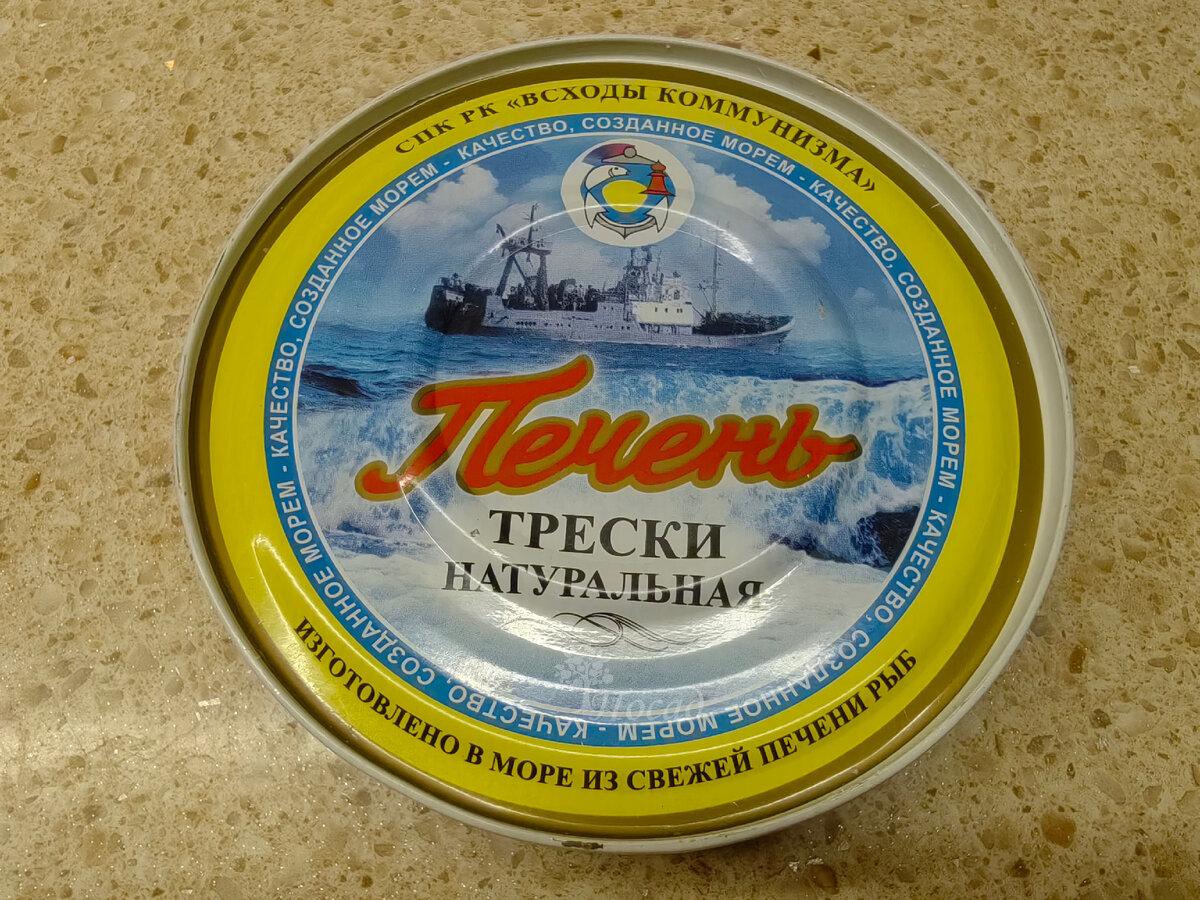 СПК РК «ВСХОДЫ КОММУНИЗМА»
КАЧЕСТВО, СОЗДАННОЕ МОРЕМ - КАЧЕСТВО, СОЗДАННОЕ МОРЕМ - КАЧЕСТВО, СОЗДАННОЕ МОРЕМ - КАЧЕСТВО, СОЗДАННОЕ МОРЕМ - КАЧЕСТВО, СОЗДАННОЕ МОРЕМ -
Печень
ТРЕСКИ
НАТУРАЛЬНАЯ
ИЗГОТОВЛЕНО В МОРЕ ИЗ СВЕЖЕЙ ПЕЧЕНИ РЫБ
Посад